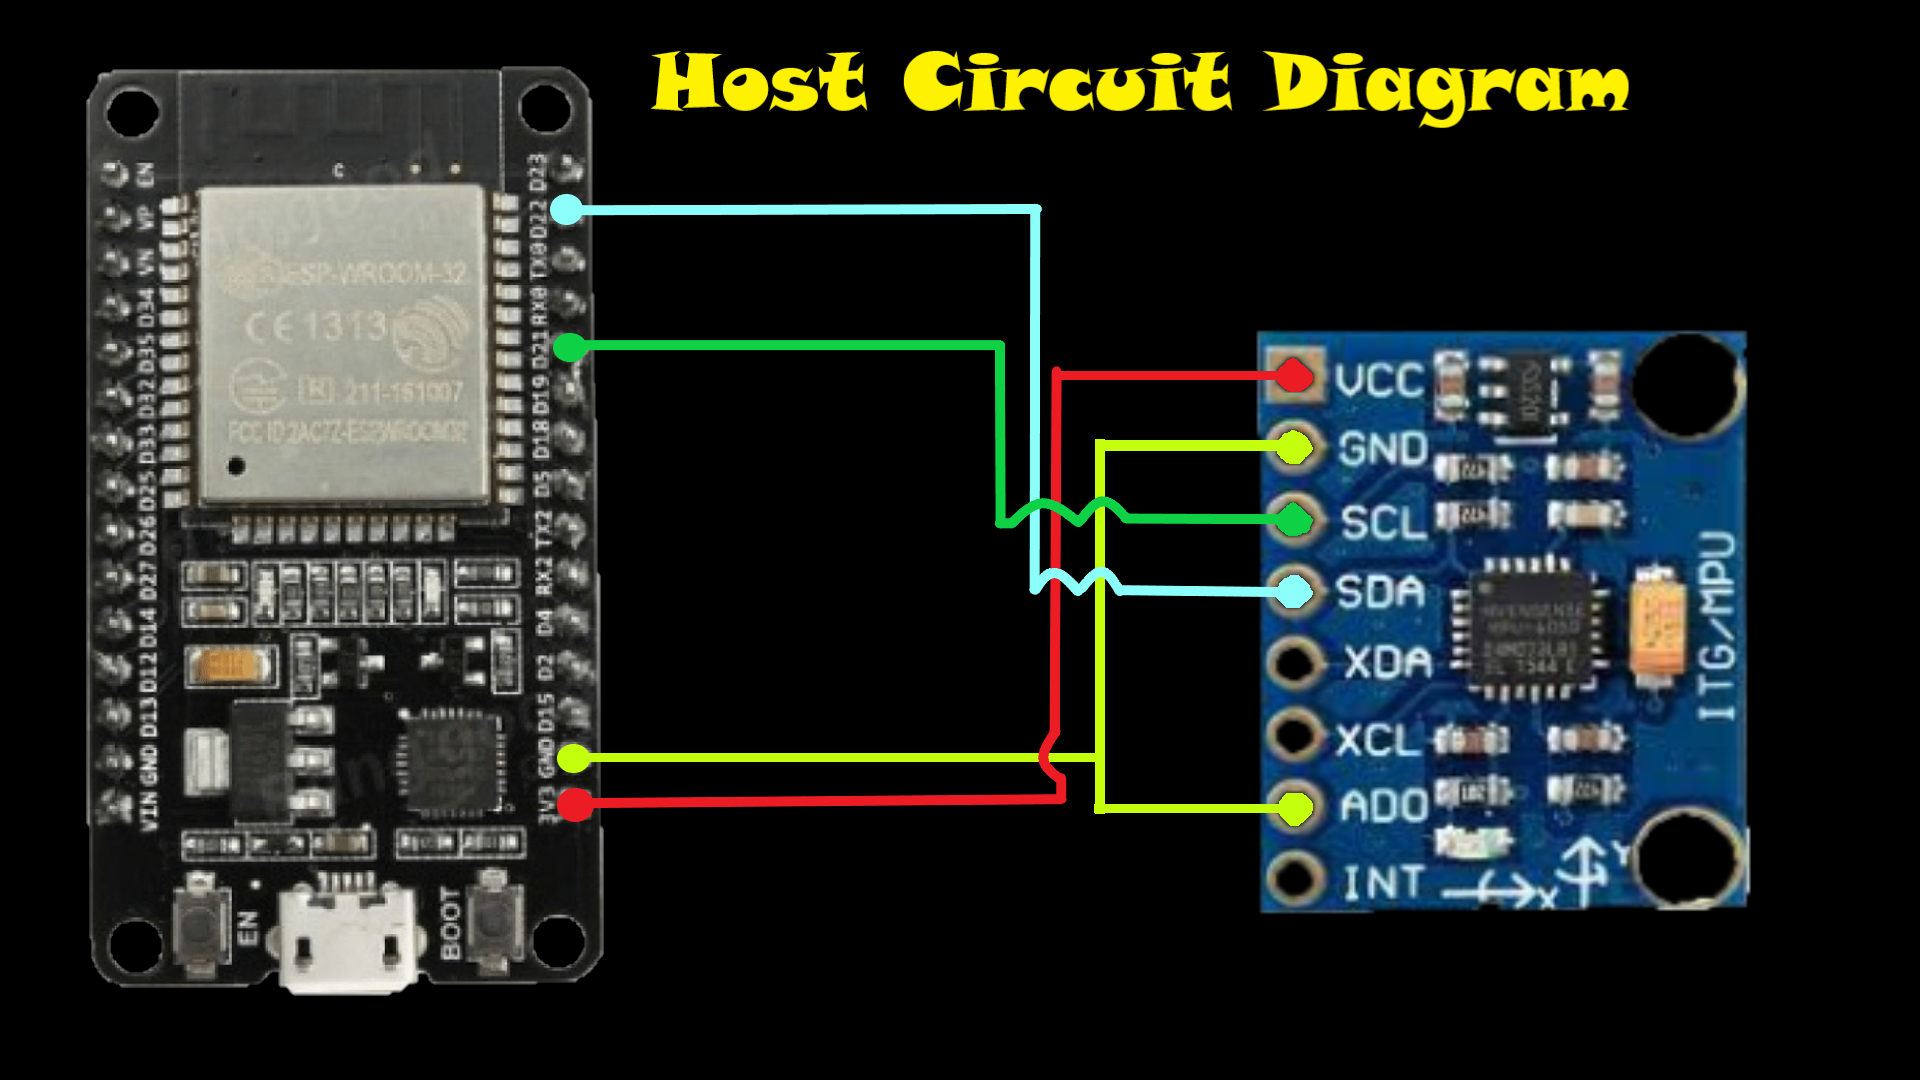 Host Circuit Diagram
EN
VP
VN
D34
D35
D32
D33
D25
D26
D27
D14
D12
D13
GND
VIN
ESP-WROOM-32
CE 1313
R 211-161007
FCC ID 2AC7Z-ESPWROOM32
D23
D22
TX0
RX0
D21
D19
D18
D5
TX2
RX2
D4
D2
D15
GND
3V3
EN
BOOT
VCC
GND
SCL
SDA
XDA
XCL
ADO
INT
X
Y
ITG/MPU